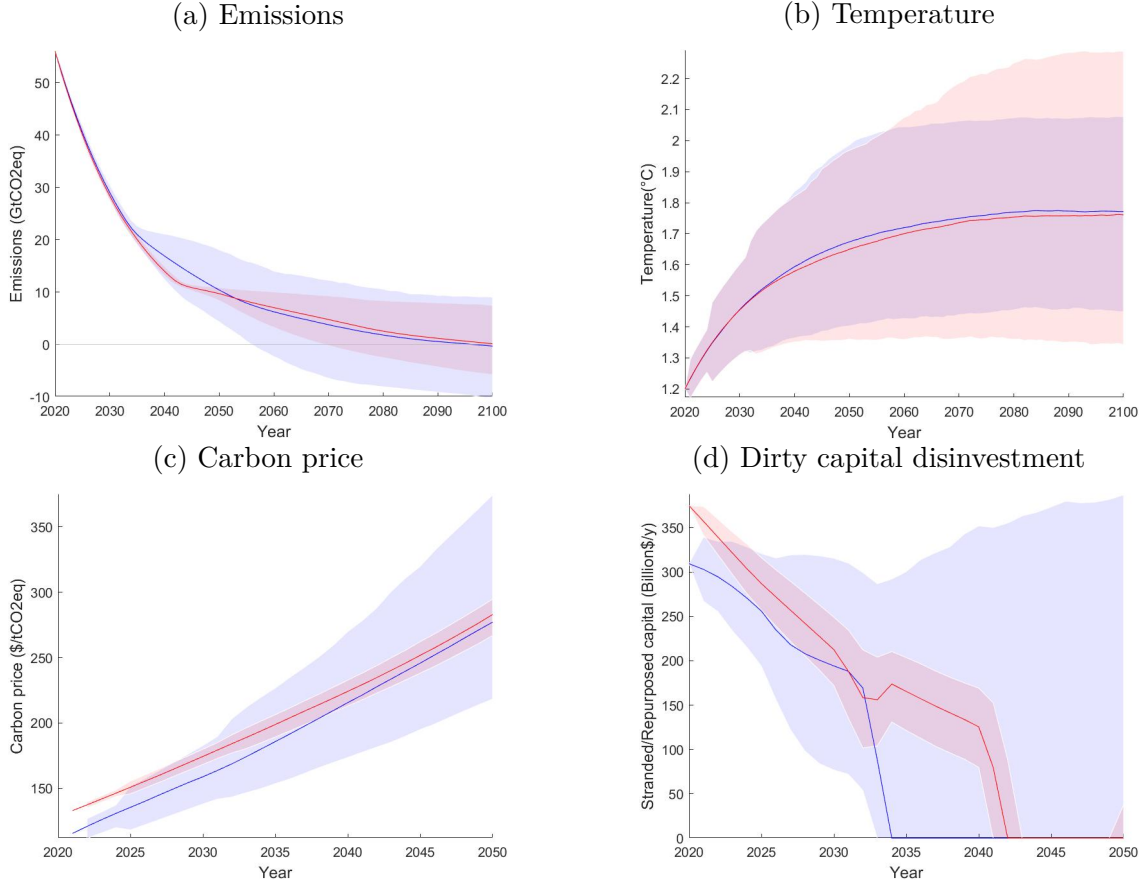 (a) Emissions
Emissions (GtCO2eq)
50
40
30
20
10
0
-10
2020 2030 2040 2050 2060 2070 2080 2090 2100
Year
(b) Temperature
Temperature(°C)
2.2
2.1
2
1.9
1.8
1.7
1.6
1.5
1.4
1.3
1.2
2020 2030 2040 2050 2060 2070 2080 2090 2100
Year
(c) Carbon price
Carbon price ($/tCO2eq)
350
300
250
200
150
2020 2025 2030 2035 2040 2045 2050
Year
(d) Dirty capital disinvestment
Stranded/Repurposed capital (Billion$/y)
350
300
250
200
150
100
50
0
2020 2025 2030 2035 2040 2045 2050
Year